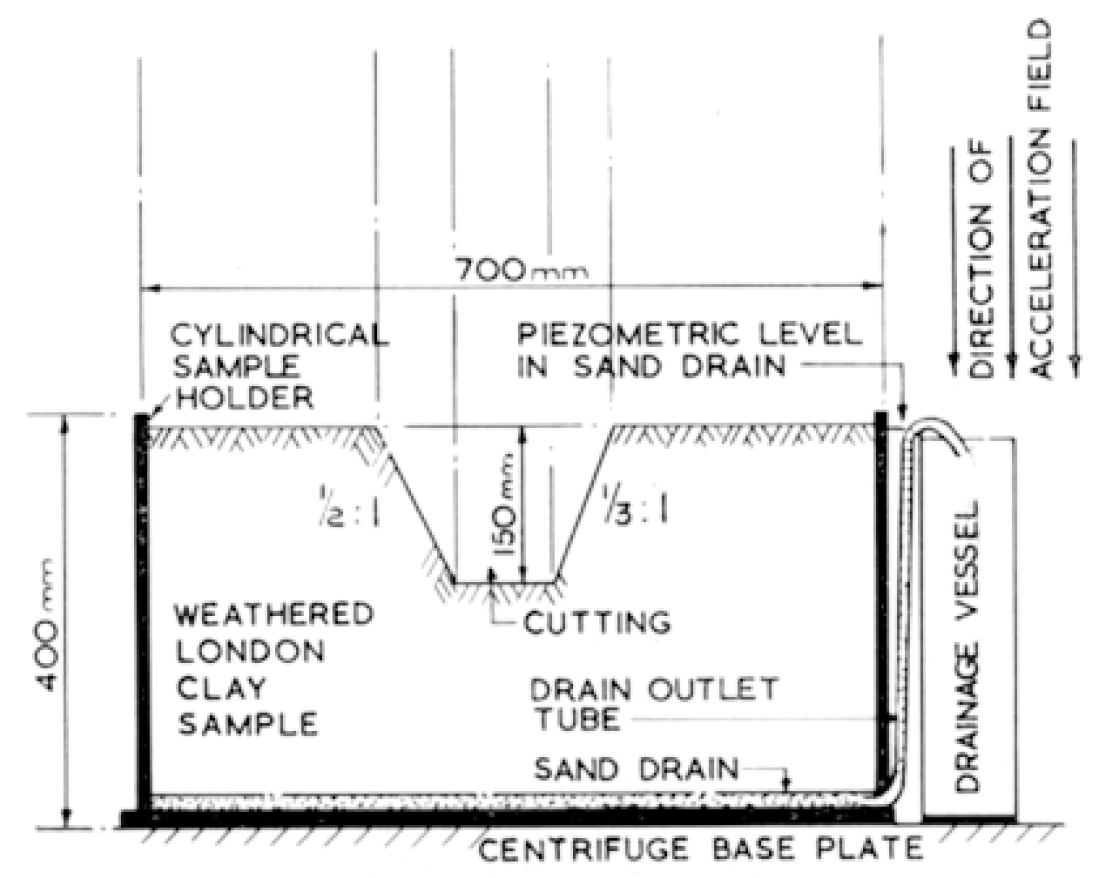 700mm
CYLINDRICAL
SAMPLE
HOLDER
PIEZOMETRIC LEVEL
IN SAND DRAIN
DIRECTION OF
ACCELERATION FIELD
1/2:1
150mm
1/3:1
400mm
WEATHERED
LONDON
CLAY
SAMPLE
CUTTING
DRAIN OUTLET
TUBE
SAND DRAIN
DRAINAGE VESSEL
CENTRIFUGE BASE PLATE